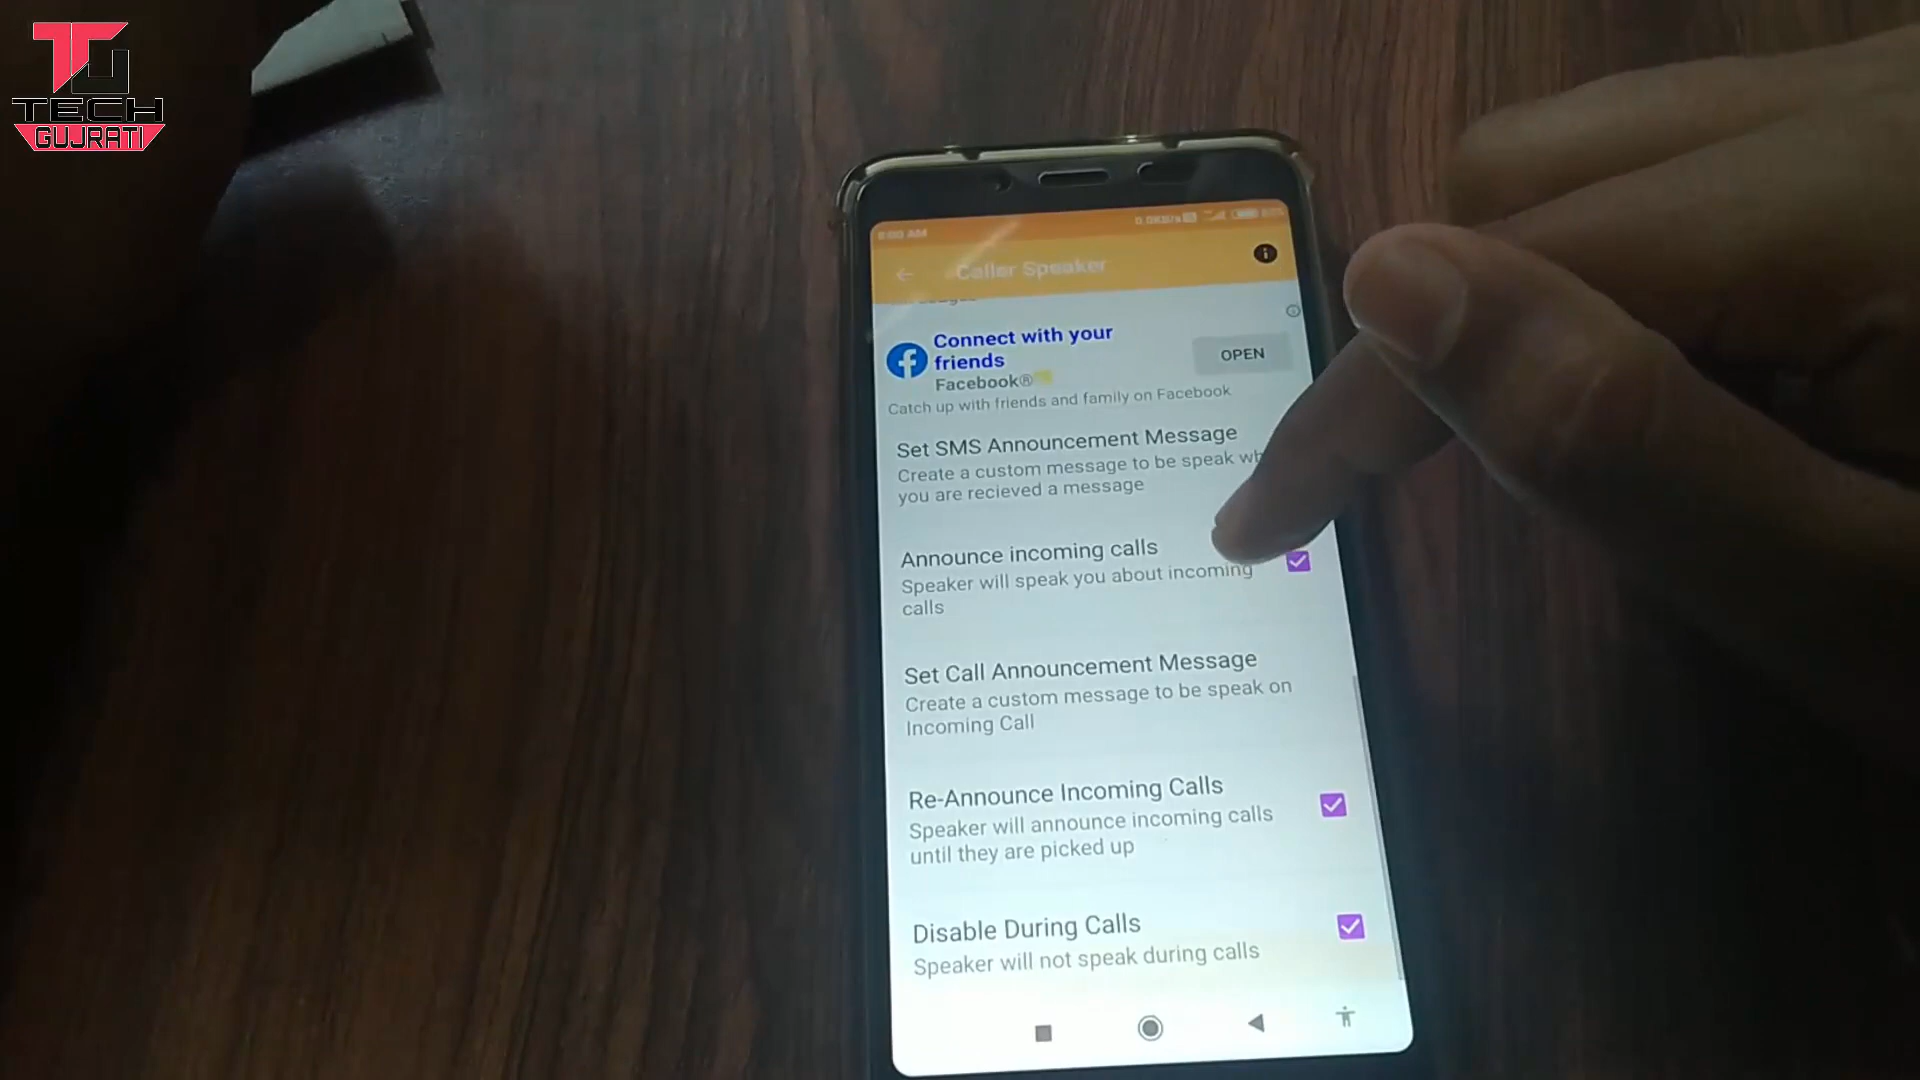 TECH
GUJRATI
8:00 AM
Caller Speaker
Connect with your
friends
OPEN
Facebook®
Catch up with friends and family on Facebook
Set SMS Announcement Message
Create a custom message to be speak wh
you are recieved a message
Announce incoming calls
Speaker will speak you about incoming
calls
Set Call Announcement Message
Create a custom message to be speak on
Incoming Call
Re-Announce Incoming Calls
Speaker will announce incoming calls
until they are picked up
Disable During Calls
Speaker will not speak during calls